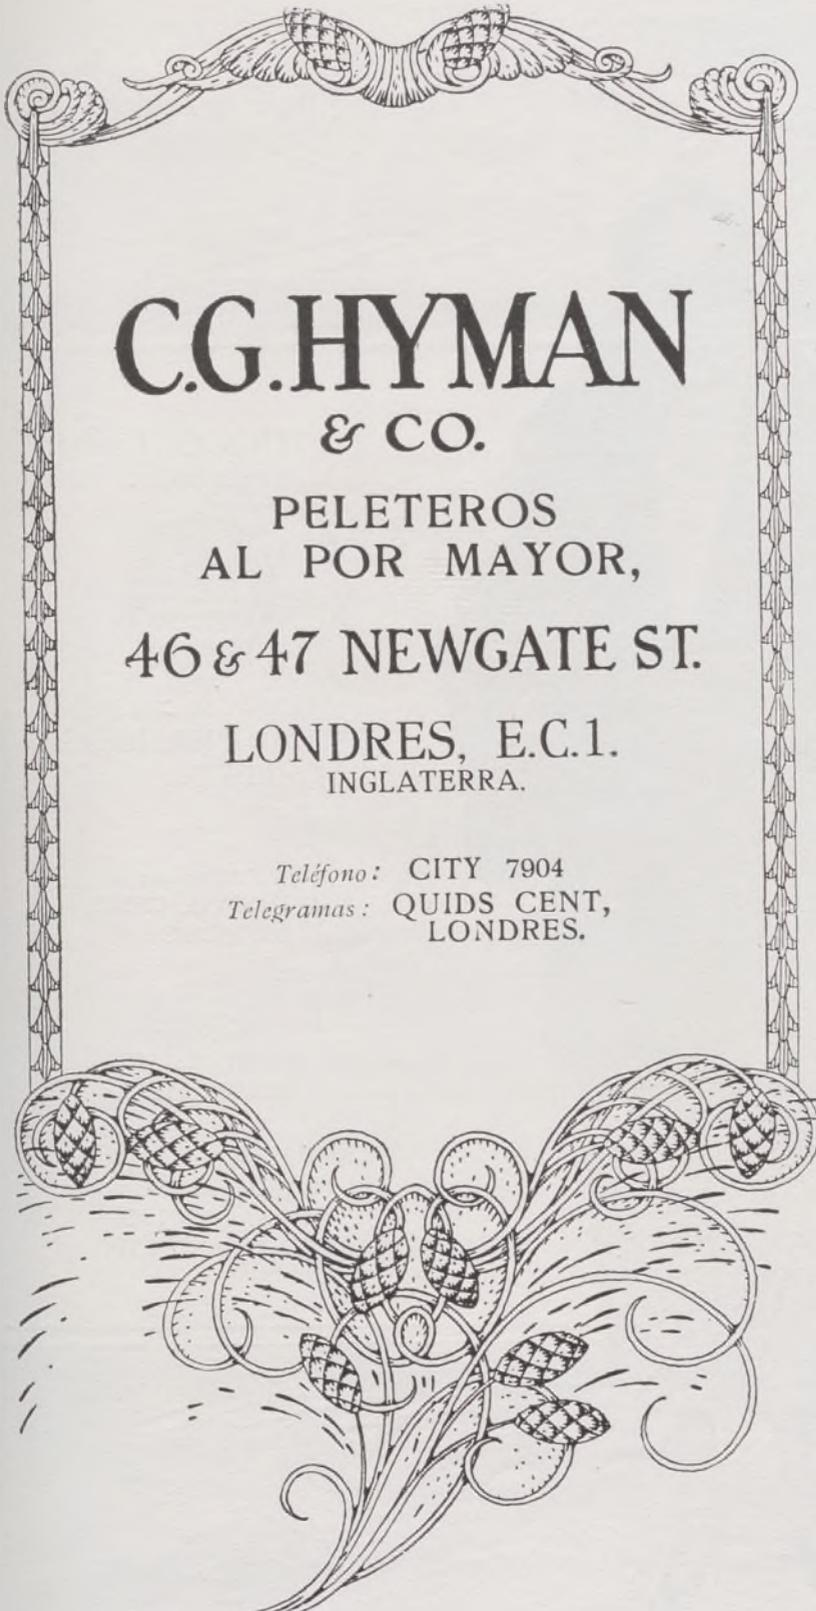 C.G. HYMAN
& CO.
PELETEROS
AL POR MAYOR,
46 & 47 NEWGATE ST.
LONDRES, E.C.1.
INGLATERRA.
Teléfono: CITY 7904
Telegramas: QUIDS CENT,
LONDRES.